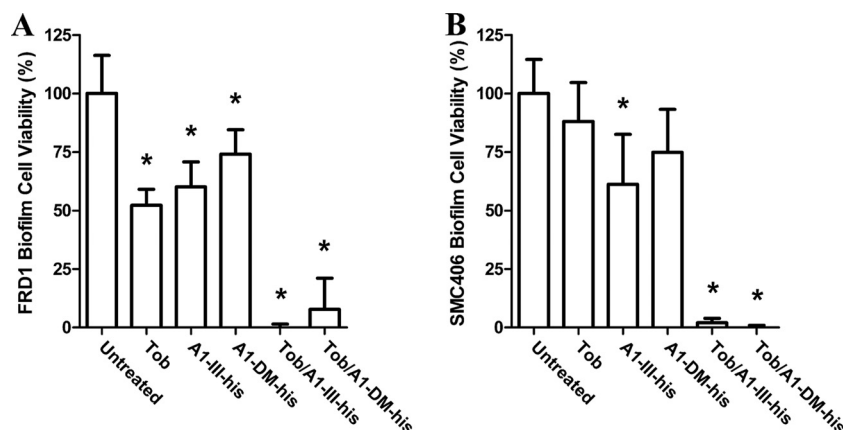 A
FRD1 Biofilm Cell Viability (%)
125
100
75
50
25
0
*
*
*
*
*
Untreated
Tob
A1-III-his
A1-DM-his
Tob/A1-III-his
Tob/A1-DM-his
B
SMC406 Biofilm Cell Viability (%)
125
100
75
50
25
0
*
*
*
Untreated
Tob
A1-III-his
A1-DM-his
Tob/A1-III-his
Tob/A1-DM-his